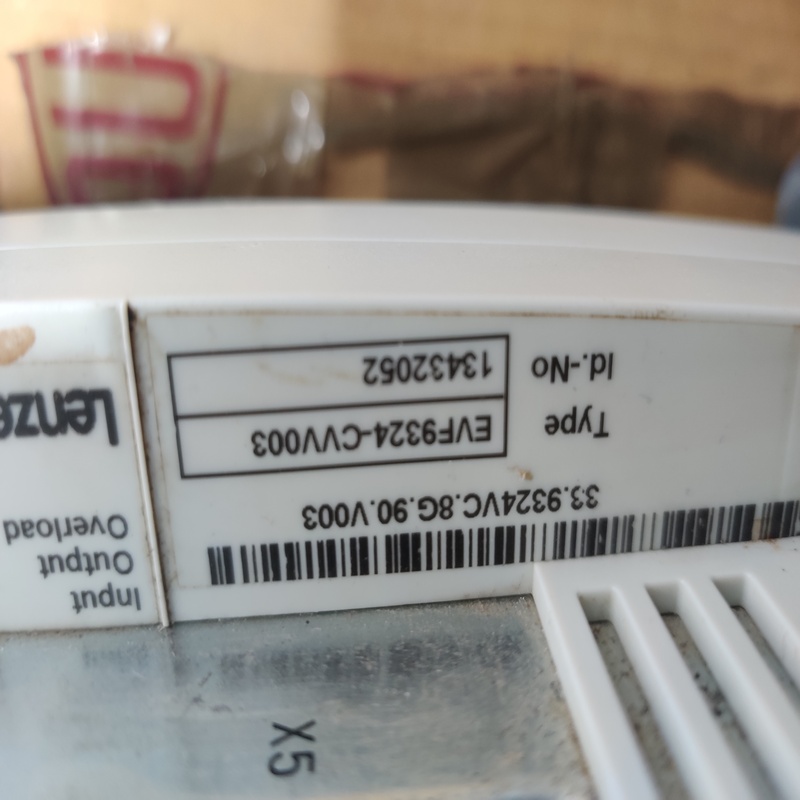 33.9324VC.8G.90.V003
Type EVF9324-CVV003
Id.-No 13432052
Lenze
Input
Output
Overload
X5